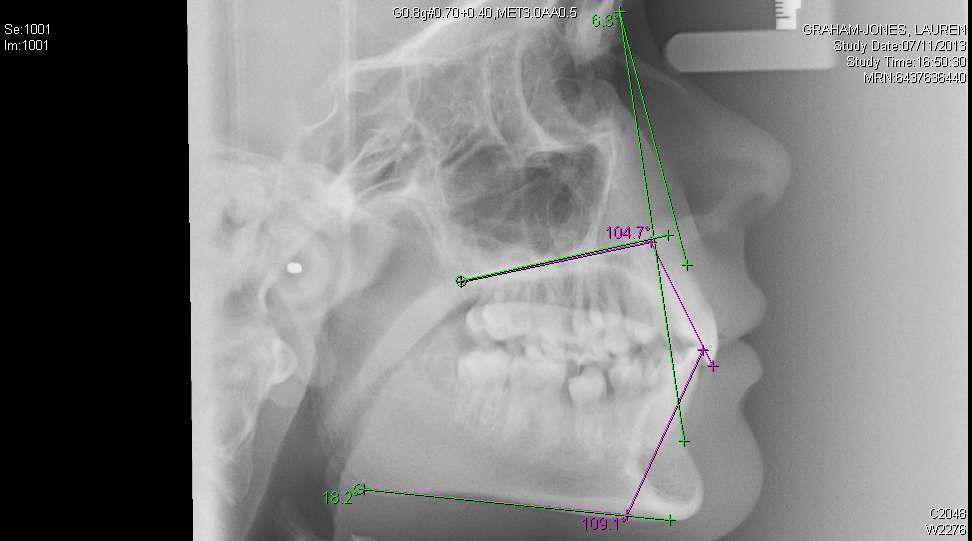 G0.8g#0.70+0.40,MET3.0AA0.5
Se:1001
Im:1001
GRAHAM-JONES, LAUREN
Study Date:07/11/2013
Study Time:16:50:30
MRN:6437636440
6.3°
104.7°
18.2°
109.1°
C2048
W2276